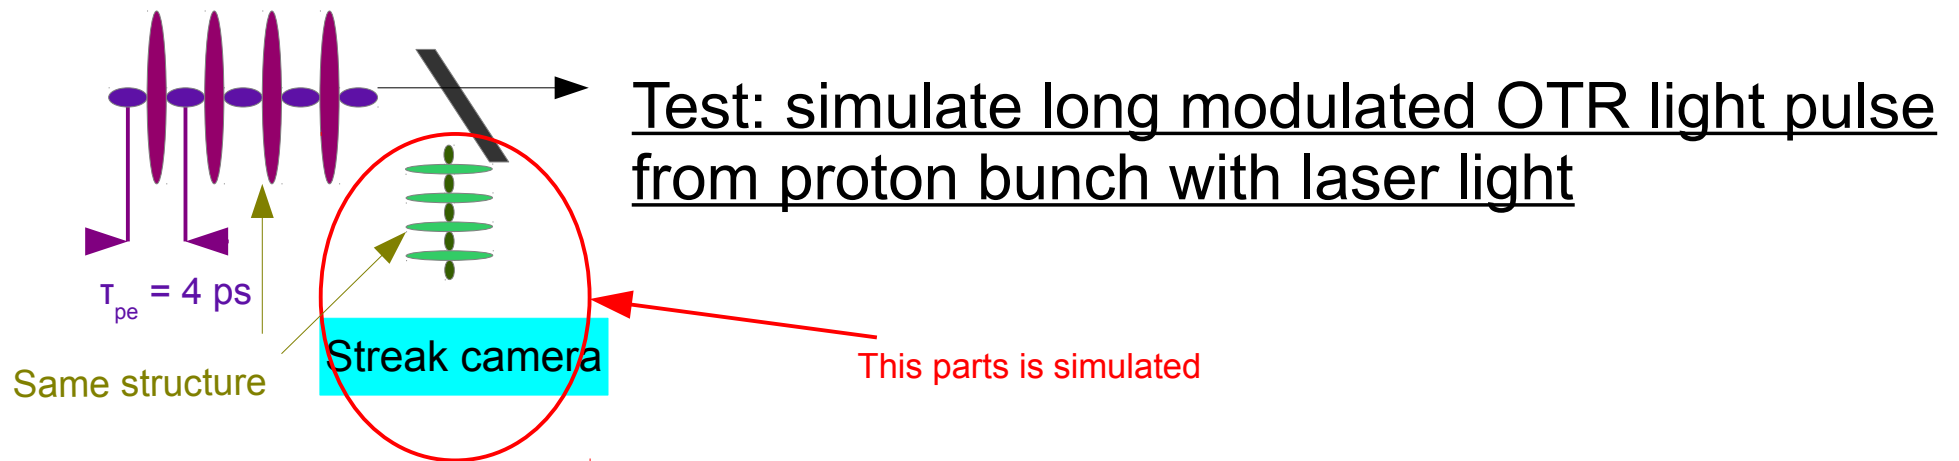 Test: simulate long modulated OTR light pulse
from proton bunch with laser light
τpe = 4 ps
Same structure
Streak camera
This parts is simulated